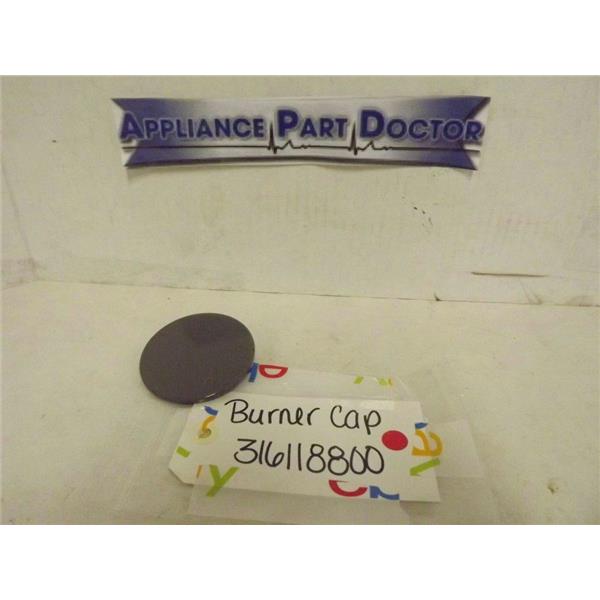 APPLIANCE PART DOCTOR
Burner Cap
316118800